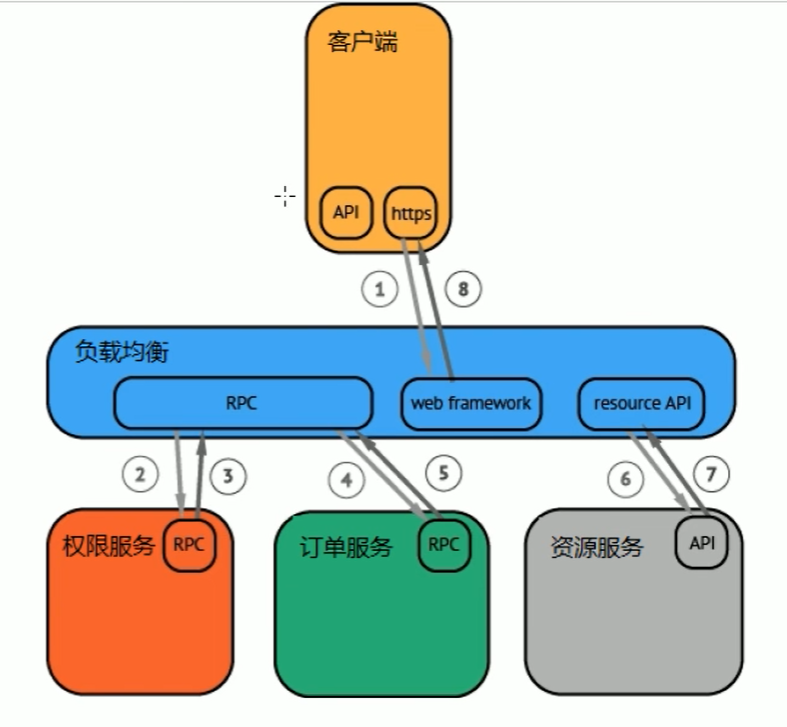 客户端
API
https
1
8
负载均衡
RPC
web framework
resource API
2
3
4
5
6
7
权限服务
RPC
订单服务
RPC
资源服务
API